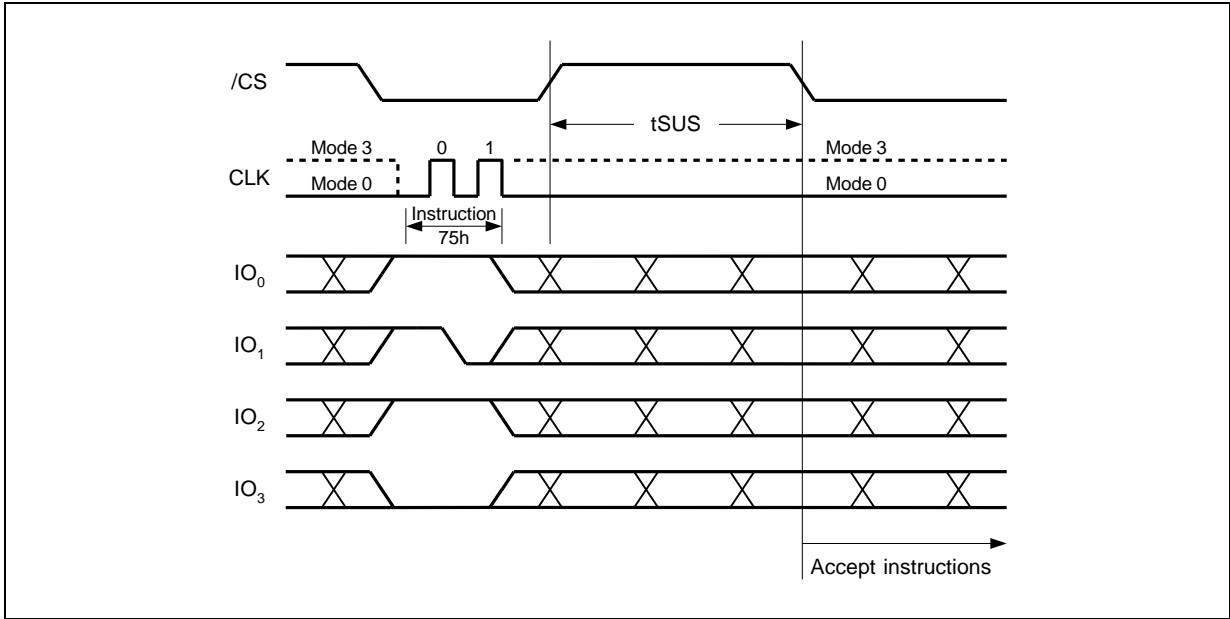 /CS
tSUS
Mode 3 0 1 Mode 3
CLK
Mode 0 Mode 0
Instruction
75h
IO₀
IO₁
IO₂
IO₃
Accept instructions